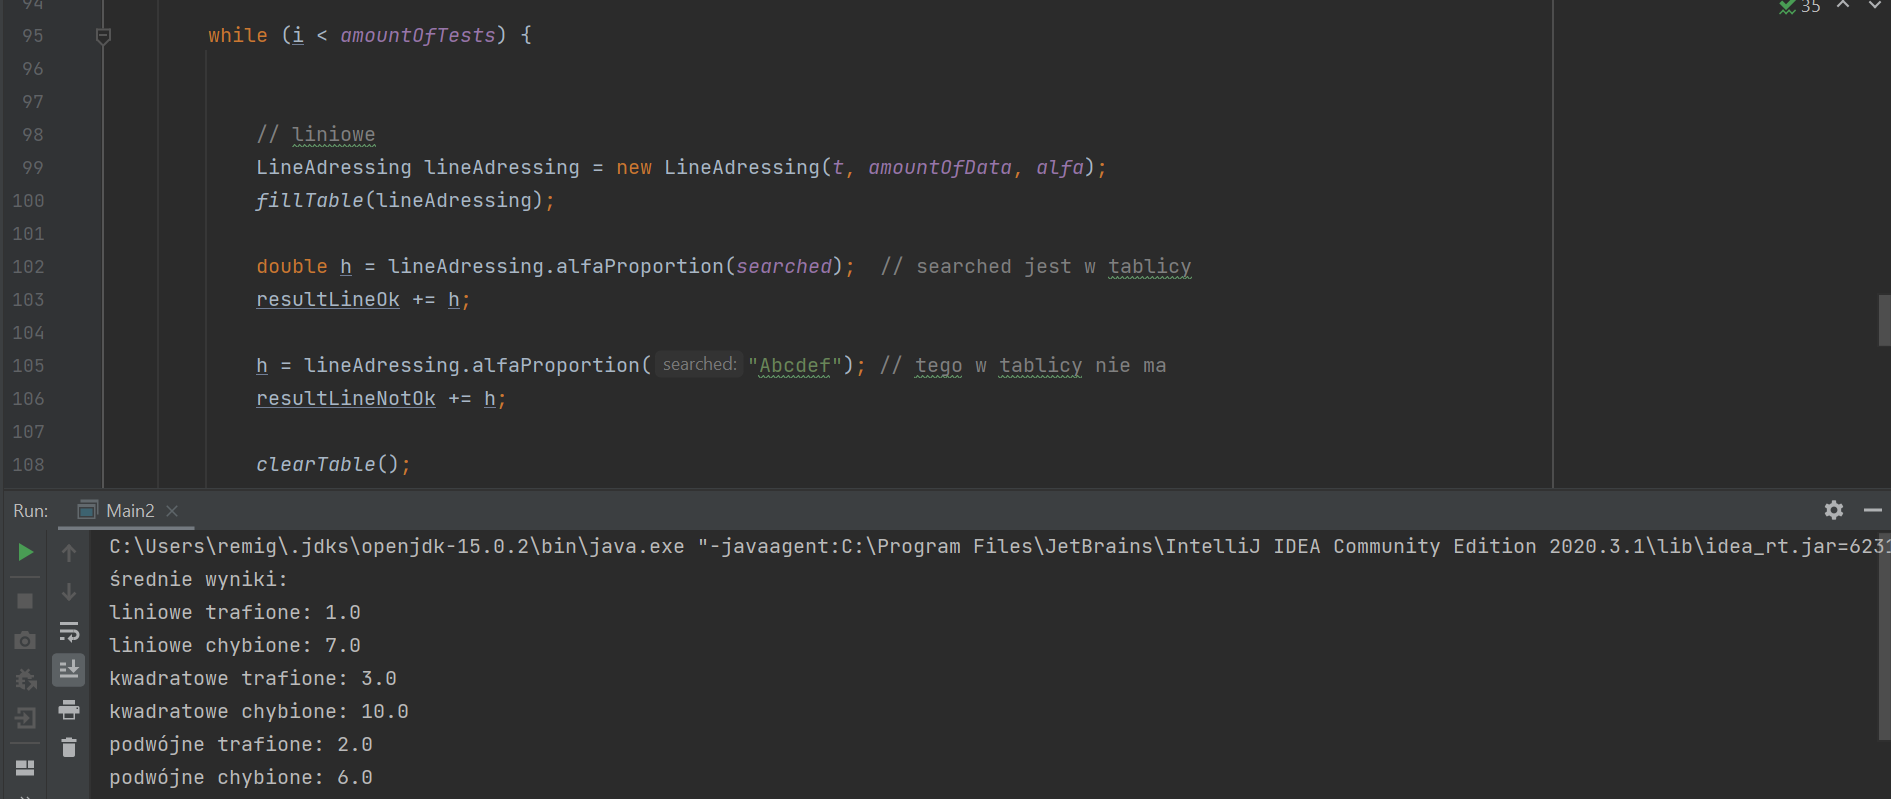 94
35
95 while (i < amountOfTests) {
96
97
98 // liniowe
99 LineAdressing lineAdressing = new LineAdressing(t, amountOfData, alfa);
100 fillTable(lineAdressing);
101
102 double h = lineAdressing.alfaProportion(searched); // searched jest w tablicy
103 resultLineOk += h;
104
105 h = lineAdressing.alfaProportion( searched: "Abcdef"); // tego w tablicy nie ma
106 resultLineNotOk += h;
107
108 clearTable();
Run: Main2
C:\Users\remig\.jdks\openjdk-15.0.2\bin\java.exe "-javaagent:C:\Program Files\JetBrains\IntelliJ IDEA Community Edition 2020.3.1\lib\idea_rt.jar=6231
średnie wyniki:
liniowe trafione: 1.0
liniowe chybione: 7.0
kwadratowe trafione: 3.0
kwadratowe chybione: 10.0
podwójne trafione: 2.0
podwójne chybione: 6.0